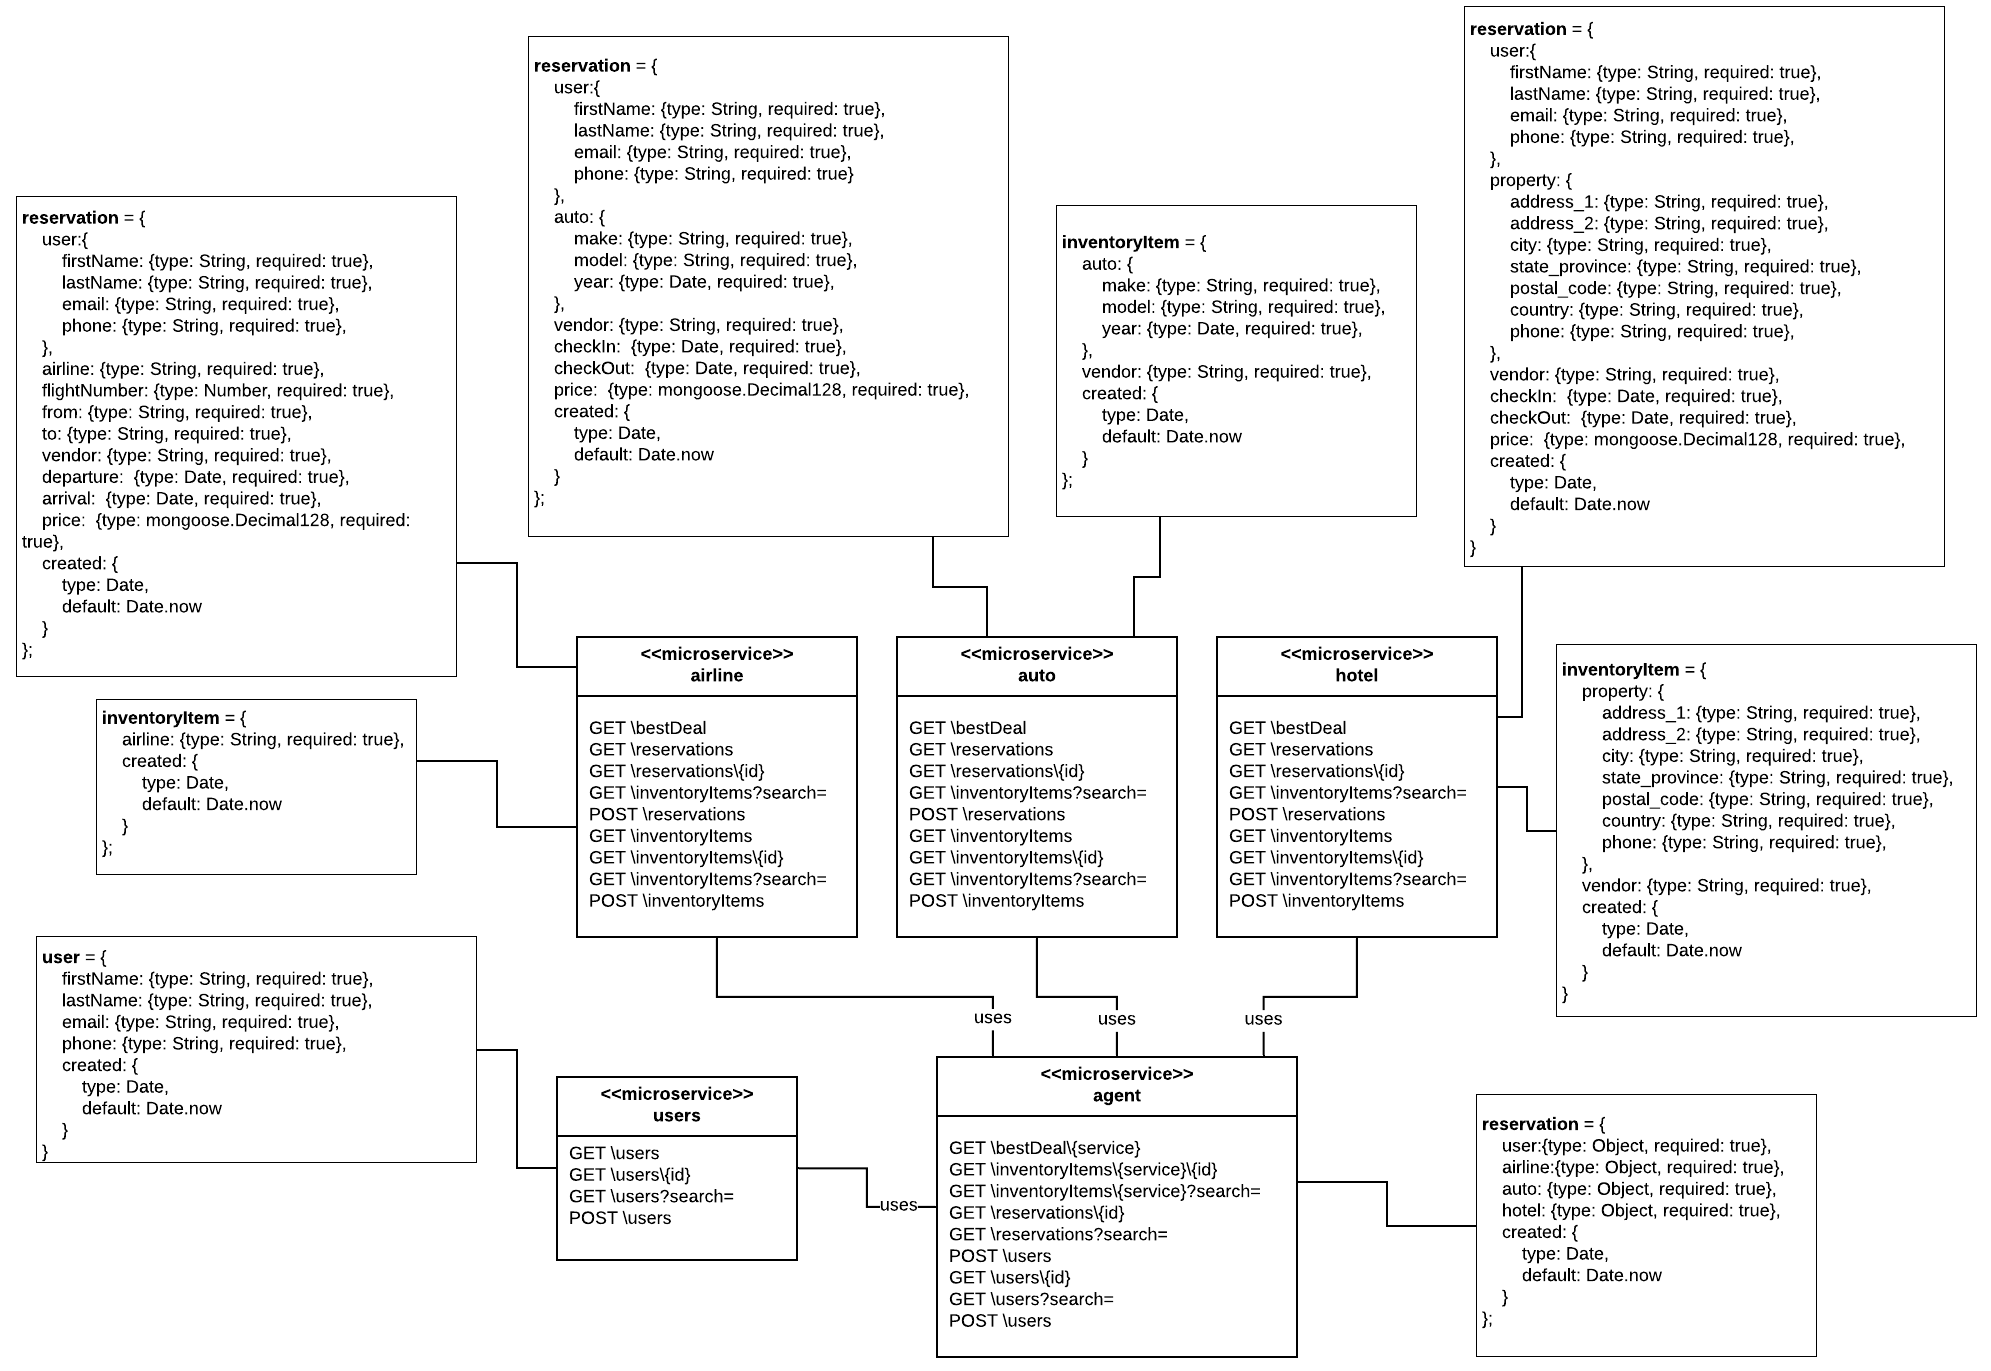 reservation = {
user:{
firstName: {type: String, required: true},
lastName: {type: String, required: true},
email: {type: String, required: true},
phone: {type: String, required: true},
},
airline: {type: String, required: true},
flightNumber: {type: Number, required: true},
from: {type: String, required: true},
to: {type: String, required: true},
vendor: {type: String, required: true},
departure:  {type: Date, required: true},
arrival:  {type: Date, required: true},
price:  {type: mongoose.Decimal128, required:
true},
created: {
type: Date,
default: Date.now
}
};
reservation = {
user:{
firstName: {type: String, required: true},
lastName: {type: String, required: true},
email: {type: String, required: true},
phone: {type: String, required: true}
},
auto: {
make: {type: String, required: true},
model: {type: String, required: true},
year: {type: Date, required: true},
},
vendor: {type: String, required: true},
checkIn:  {type: Date, required: true},
checkOut:  {type: Date, required: true},
price:  {type: mongoose.Decimal128, required: true},
created: {
type: Date,
default: Date.now
}
};
inventoryItem = {
auto: {
make: {type: String, required: true},
model: {type: String, required: true},
year: {type: Date, required: true},
},
vendor: {type: String, required: true},
created: {
type: Date,
default: Date.now
}
};
reservation = {
user:{
firstName: {type: String, required: true},
lastName: {type: String, required: true},
email: {type: String, required: true},
phone: {type: String, required: true},
},
property: {
address_1: {type: String, required: true},
address_2: {type: String, required: true},
city: {type: String, required: true},
state_province: {type: String, required: true},
postal_code: {type: String, required: true},
country: {type: String, required: true},
phone: {type: String, required: true},
},
vendor: {type: String, required: true},
checkIn:  {type: Date, required: true},
checkOut:  {type: Date, required: true},
price:  {type: mongoose.Decimal128, required: true},
created: {
type: Date,
default: Date.now
}
}
inventoryItem = {
airline: {type: String, required: true},
created: {
type: Date,
default: Date.now
}
};
<<microservice>>
airline
GET \bestDeal
GET \reservations
GET \reservations\{id}
GET \inventoryItems?search=
POST \reservations
GET \inventoryItems
GET \inventoryItems\{id}
GET \inventoryItems?search=
POST \inventoryItems
<<microservice>>
auto
GET \bestDeal
GET \reservations
GET \reservations\{id}
GET \inventoryItems?search=
POST \reservations
GET \inventoryItems
GET \inventoryItems\{id}
GET \inventoryItems?search=
POST \inventoryItems
<<microservice>>
hotel
GET \bestDeal
GET \reservations
GET \reservations\{id}
GET \inventoryItems?search=
POST \reservations
GET \inventoryItems
GET \inventoryItems\{id}
GET \inventoryItems?search=
POST \inventoryItems
inventoryItem = {
property: {
address_1: {type: String, required: true},
address_2: {type: String, required: true},
city: {type: String, required: true},
state_province: {type: String, required: true},
postal_code: {type: String, required: true},
country: {type: String, required: true},
phone: {type: String, required: true},
},
vendor: {type: String, required: true},
created: {
type: Date,
default: Date.now
}
}
user = {
firstName: {type: String, required: true},
lastName: {type: String, required: true},
email: {type: String, required: true},
phone: {type: String, required: true},
created: {
type: Date,
default: Date.now
}
}
uses
uses
uses
<<microservice>>
users
GET \users
GET \users\{id}
GET \users?search=
POST \users
uses
<<microservice>>
agent
GET \bestDeal\{service}
GET \inventoryItems\{service}\{id}
GET \inventoryItems\{service}?search=
GET \reservations\{id}
GET \reservations?search=
POST \users
GET \users\{id}
GET \users?search=
POST \users
reservation = {
user:{type: Object, required: true},
airline:{type: Object, required: true},
auto: {type: Object, required: true},
hotel: {type: Object, required: true},
created: {
type: Date,
default: Date.now
}
};